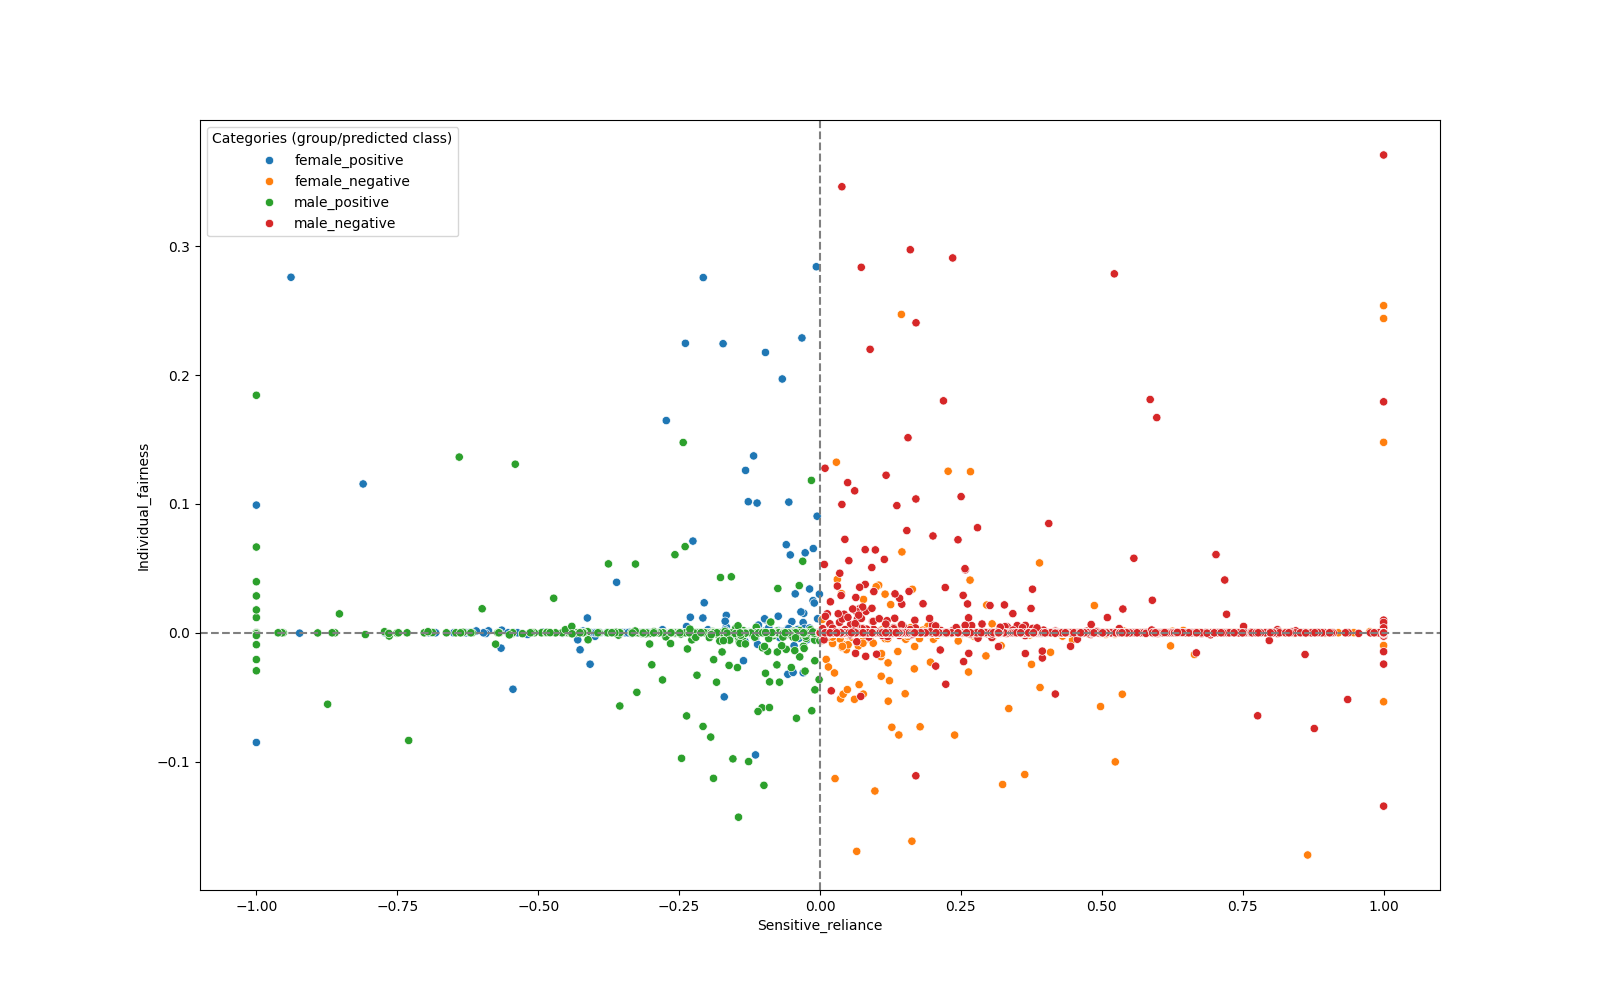 Categories (group/predicted class)
female_positive
female_negative
male_positive
male_negative
Individual_fairness
0.3
0.2
0.1
0.0
−0.1
−1.00 −0.75 −0.50 −0.25 0.00 0.25 0.50 0.75 1.00
Sensitive_reliance